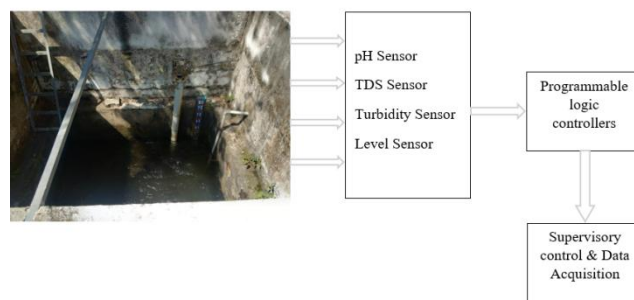 pH Sensor
TDS Sensor
Turbidity Sensor
Level Sensor
Programmable
logic
controllers
Supervisory
control & Data
Acquisition